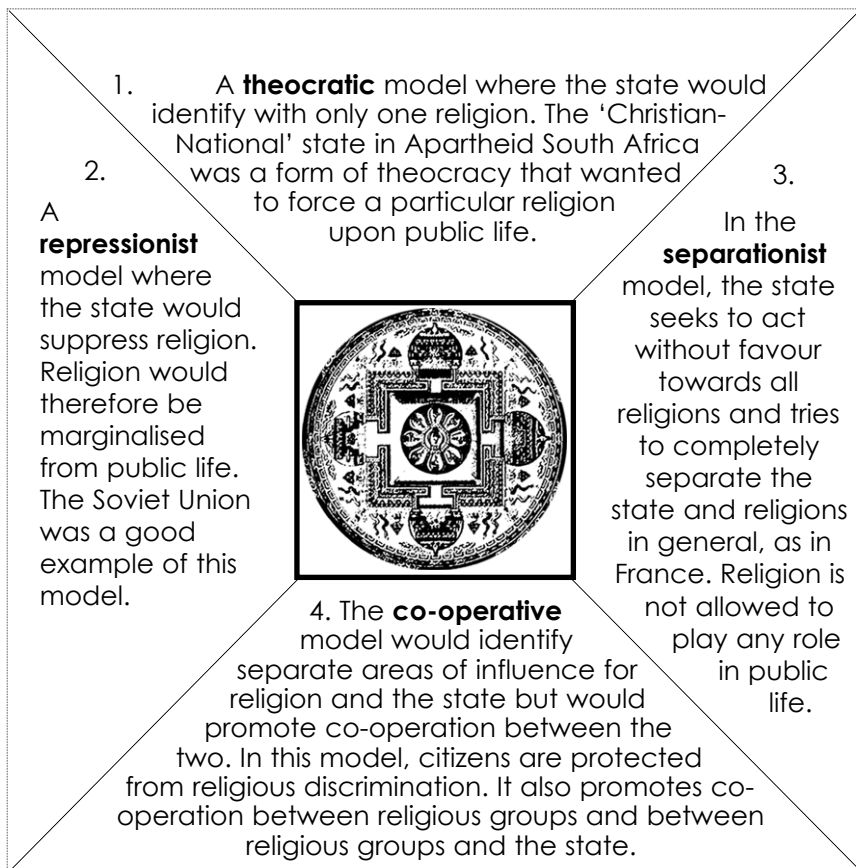 1. A theocratic model where the state would
identify with only one religion. The ‘Christian-
National’ state in Apartheid South Africa
was a form of theocracy that wanted
to force a particular religion
upon public life.
2.
A
repressionist
model where
the state would
suppress religion.
Religion would
therefore be
marginalised
from public life.
The Soviet Union
was a good
example of this
model.
3.
In the
separationist
model, the state
seeks to act
without favour
towards all
religions and tries
to completely
separate the
state and religions
in general, as in
France. Religion is
not allowed to
play any role
in public
life.
4. The co-operative
model would identify
separate areas of influence for
religion and the state but would
promote co-operation between the
two. In this model, citizens are protected
from religious discrimination. It also promotes co-
operation between religious groups and between
religious groups and the state.